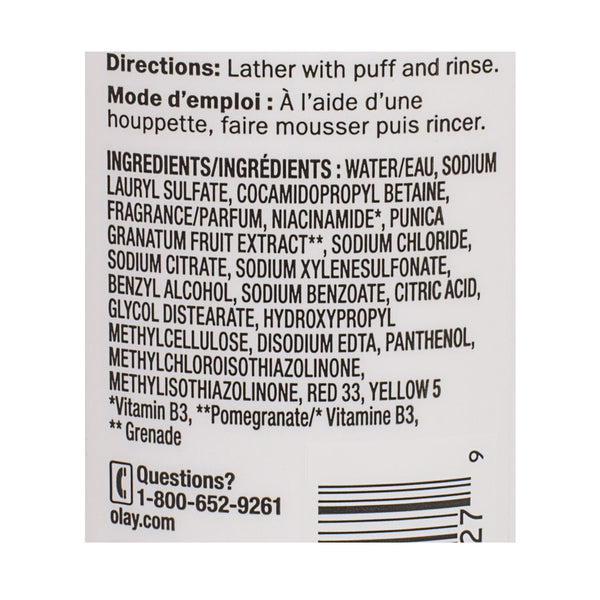 Directions: Lather with puff and rinse.
Mode d'emploi : À l'aide d'une
houppette, faire mousser puis rincer.
INGREDIENTS/INGRÉDIENTS : WATER/EAU, SODIUM
LAURYL SULFATE, COCAMIDOPROPYL BETAINE,
FRAGRANCE/PARFUM, NIACINAMIDE*, PUNICA
GRANATUM FRUIT EXTRACT**, SODIUM CHLORIDE,
SODIUM CITRATE, SODIUM XYLENESULFONATE,
BENZYL ALCOHOL, SODIUM BENZOATE, CITRIC ACID,
GLYCOL DISTEARATE, HYDROXYPROPYL
METHYLCELLULOSE, DISODIUM EDTA, PANTHENOL,
METHYLCHLOROISOTHIAZOLINONE,
METHYLISOTHIAZOLINONE, RED 33, YELLOW 5
*Vitamin B3, **Pomegranate/* Vitamine B3,
** Grenade
Questions?
1-800-652-9261
olay.com
9
27